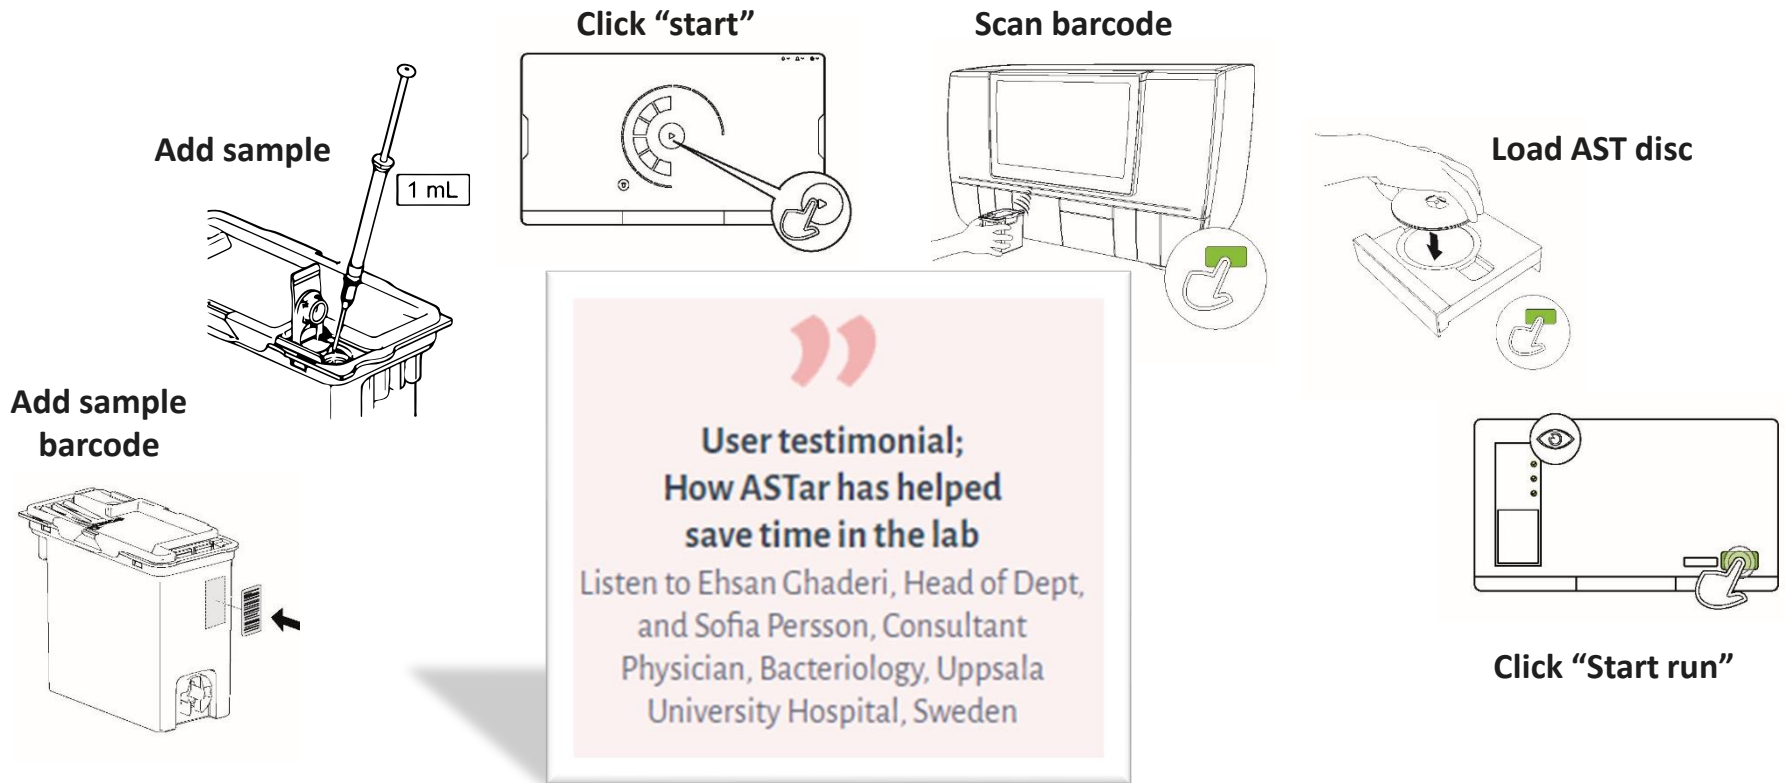 Add sample
barcode
Add sample
1 mL
Click “start”
Scan barcode
Load AST disc
Click “Start run”
”
User testimonial;
How ASTar has helped
save time in the lab
Listen to Ehsan Ghaderi, Head of Dept,
and Sofia Persson, Consultant
Physician, Bacteriology, Uppsala
University Hospital, Sweden